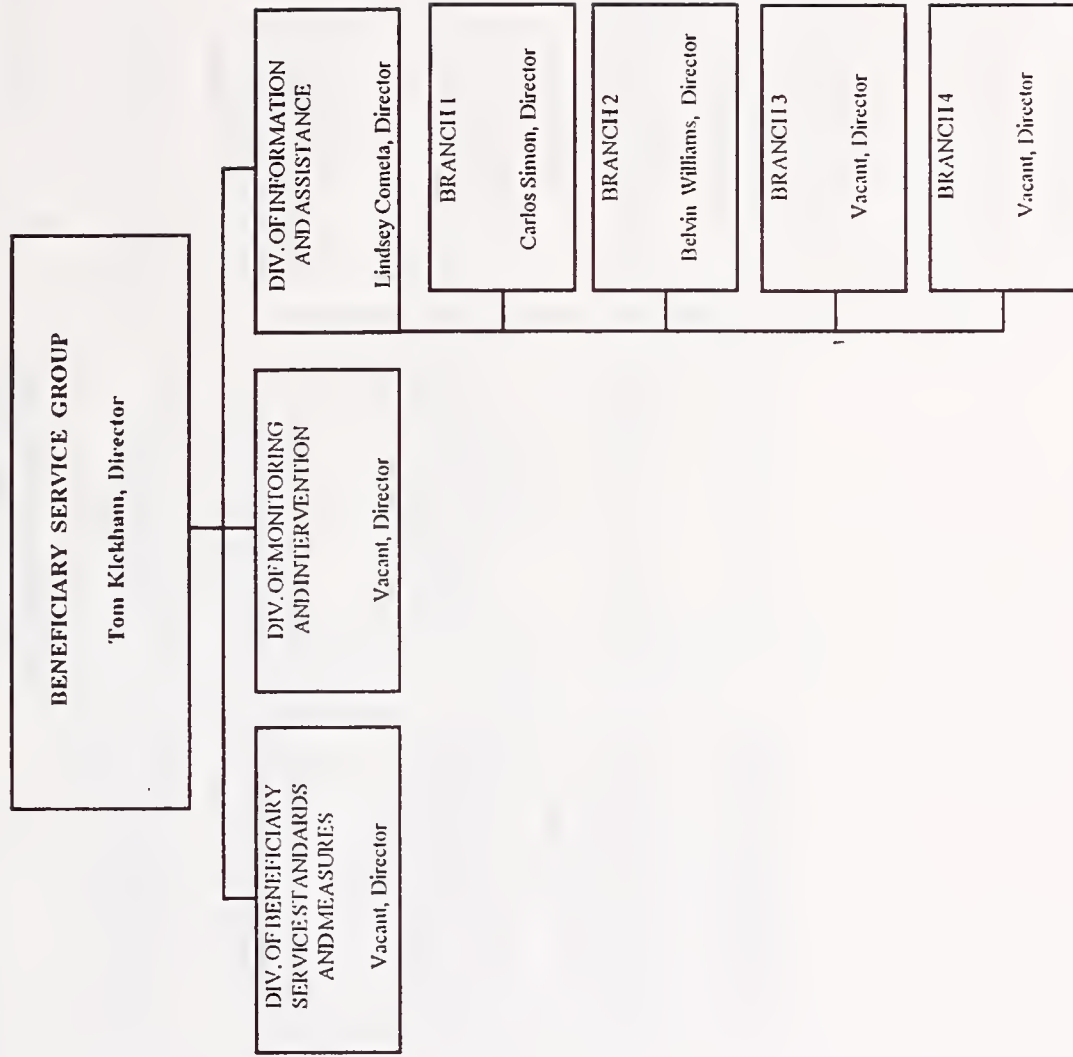 BENEFICIARY SERVICE GROUP
Tom Kickham, Director
DIV. OF BENEFICIARY
SERVICE STANDARDS
AND MEASURES
Vacant, Director
DIV. OF MONITORING
AND INTERVENTION
Vacant, Director
DIV. OF INFORMATION
AND ASSISTANCE
Lindsey Cometa, Director
BRANCH 1
Carlos Simon, Director
BRANCH 2
Belvin Williams, Director
BRANCH 3
Vacant, Director
BRANCH 4
Vacant, Director